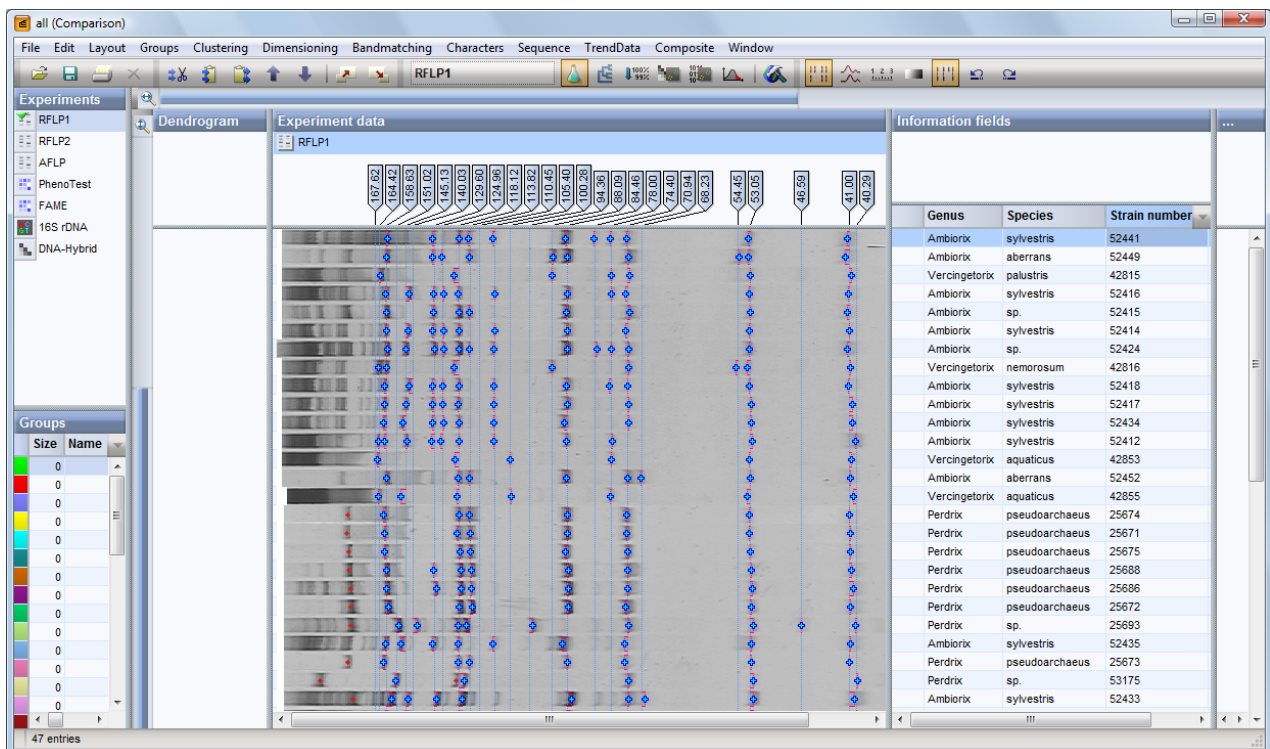 all (Comparison)
File Edit Layout Groups Clustering Dimensioning Bandmatching Characters Sequence TrendData Composite Window
RFLP1
Experiments
RFLP1
RFLP2
AFLP
PhenoTest
FAME
16S rDNA
DNA-Hybrid
Groups
Size Name
0
0
0
0
0
0
0
0
0
0
0
0
0
0
Dendrogram
Experiment data
RFLP1
167.62 164.42 158.63 151.02 145.13 140.03 129.60 124.96 118.12 113.82 110.45 105.40 100.28 94.36 88.09 84.46 78.00 74.40 70.94 68.23 54.45 53.05 46.59 41.00 40.29
Information fields
...
Genus Species Strain number
Ambiorix sylvestris 52441
Ambiorix aberrans 52449
Vercingetorix palustris 42815
Ambiorix sylvestris 52416
Ambiorix sp. 52415
Ambiorix sylvestris 52414
Ambiorix sp. 52424
Vercingetorix nemorosum 42816
Ambiorix sylvestris 52418
Ambiorix sylvestris 52417
Ambiorix sylvestris 52434
Ambiorix sylvestris 52412
Vercingetorix aquaticus 42853
Ambiorix aberrans 52452
Vercingetorix aquaticus 42855
Perdrix pseudoarchaeus 25674
Perdrix pseudoarchaeus 25671
Perdrix pseudoarchaeus 25675
Perdrix pseudoarchaeus 25688
Perdrix pseudoarchaeus 25686
Perdrix pseudoarchaeus 25672
Perdrix sp. 25693
Ambiorix sylvestris 52435
Perdrix pseudoarchaeus 25673
Perdrix sp. 53175
Ambiorix sylvestris 52433
47 entries